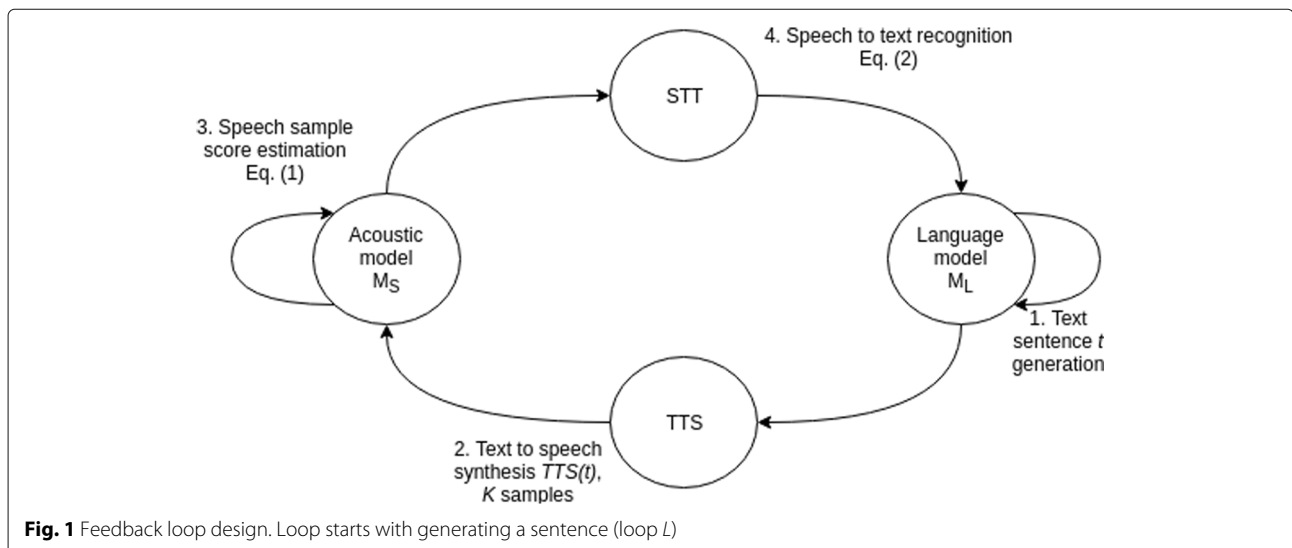 4. Speech to text recognition
Eq. (2)
STT
3. Speech sample
score estimation
Eq. (1)
Acoustic
model
M_S
Language
model
M_L
1. Text
sentence t
generation
TTS
2. Text to speech
synthesis TTS(t),
K samples
Fig. 1 Feedback loop design. Loop starts with generating a sentence (loop L)